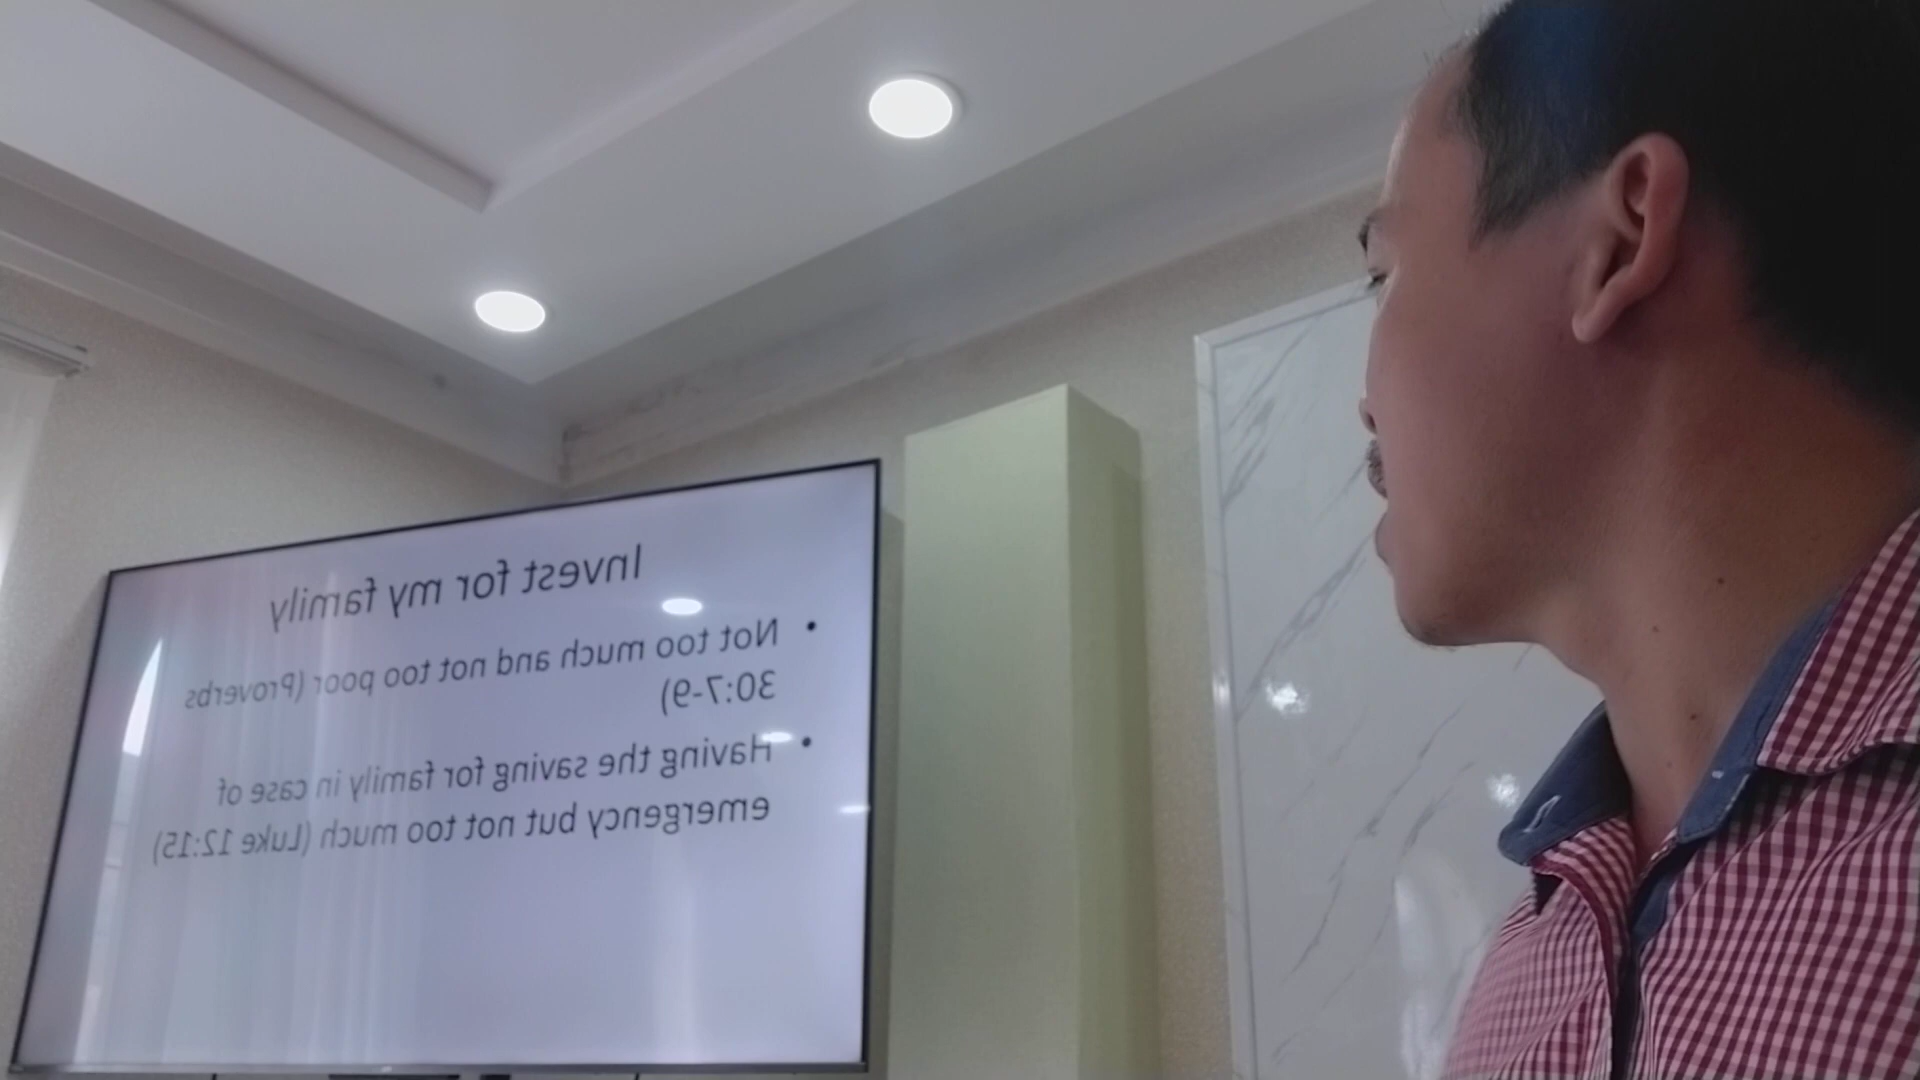 Invest for my family
• Not too much and not too poor (Proverbs
30:7-9)
• Having the saving for family in case of
emergency but not too much (Luke 12:15)